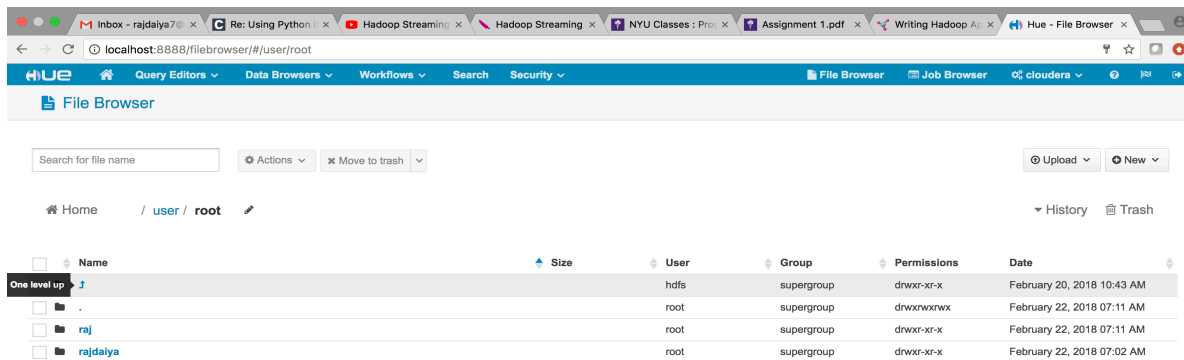 Inbox - rajdaiya7@ Re: Using Python i Hadoop Streaming Hadoop Streaming NYU Classes : Prog Assignment 1.pdf Writing Hadoop Ap Hue - File Browser
localhost:8888/filebrowser/#/user/root
HUE Query Editors Data Browsers Workflows Search Security File Browser Job Browser cloudera
File Browser
Search for file name Actions Move to trash Upload New
Home / user / root History Trash
Name Size User Group Permissions Date
One level up hdfs supergroup drwxr-xr-x February 20, 2018 10:43 AM
. root supergroup drwxrwxrwx February 22, 2018 07:11 AM
raj root supergroup drwxr-xr-x February 22, 2018 07:11 AM
rajdaiya root supergroup drwxr-xr-x February 22, 2018 07:02 AM